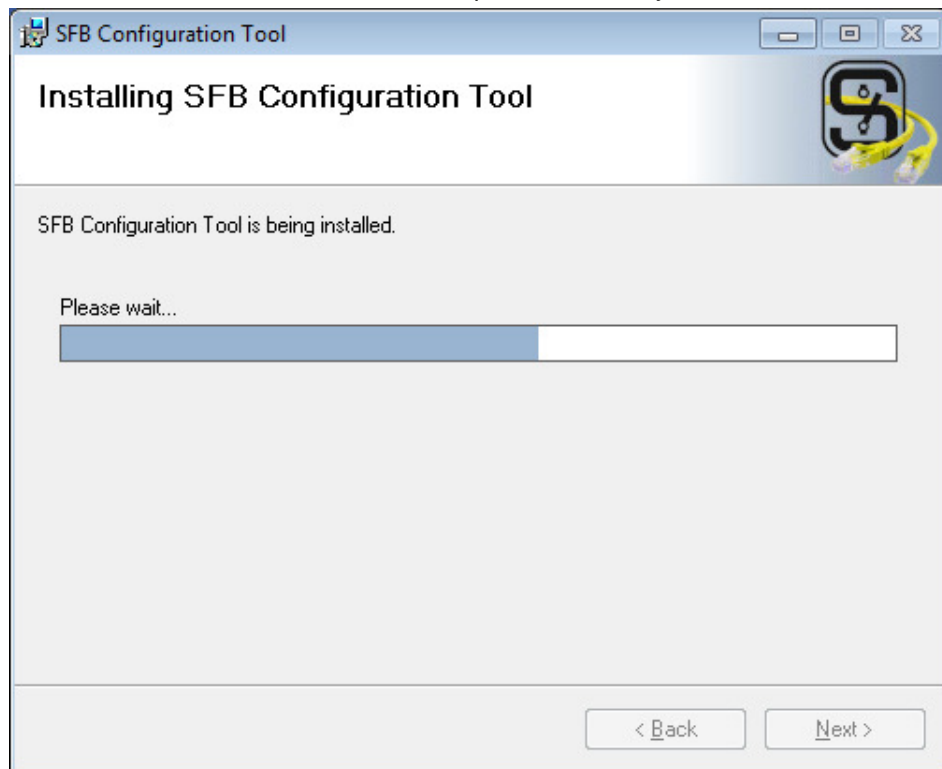 SFB Configuration Tool
Installing SFB Configuration Tool
SFB Configuration Tool is being installed.
Please wait...
< Back
Next >